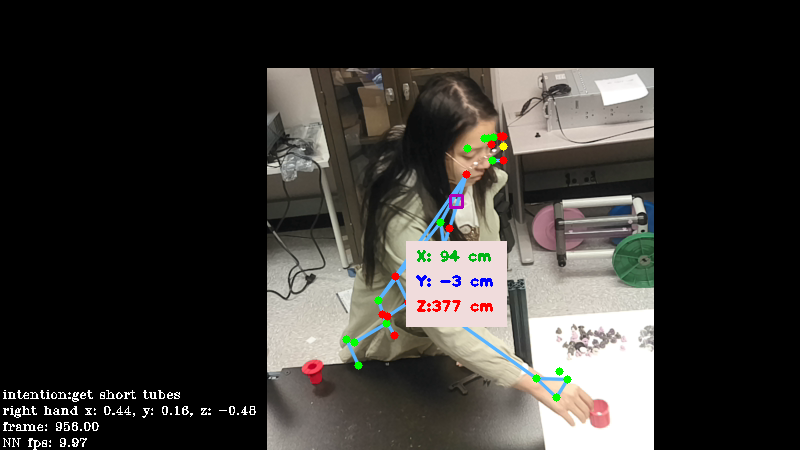 X: 94 cm
Y: -3 cm
Z:377 cm
intention:get short tubes
right hand x: 0.44, y: 0.16, z: -0.48
frame: 956.00
NN fps: 9.97